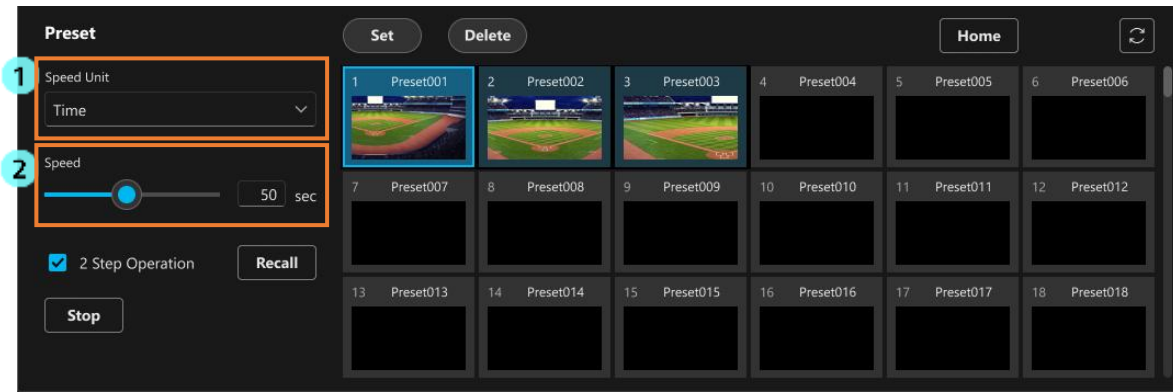 Preset
Set
Delete
Home
1
Speed Unit
Time
2
Speed
50 sec
2 Step Operation
Recall
Stop
1 Preset001
2 Preset002
3 Preset003
4 Preset004
5 Preset005
6 Preset006
7 Preset007
8 Preset008
9 Preset009
10 Preset010
11 Preset011
12 Preset012
13 Preset013
14 Preset014
15 Preset015
16 Preset016
17 Preset017
18 Preset018